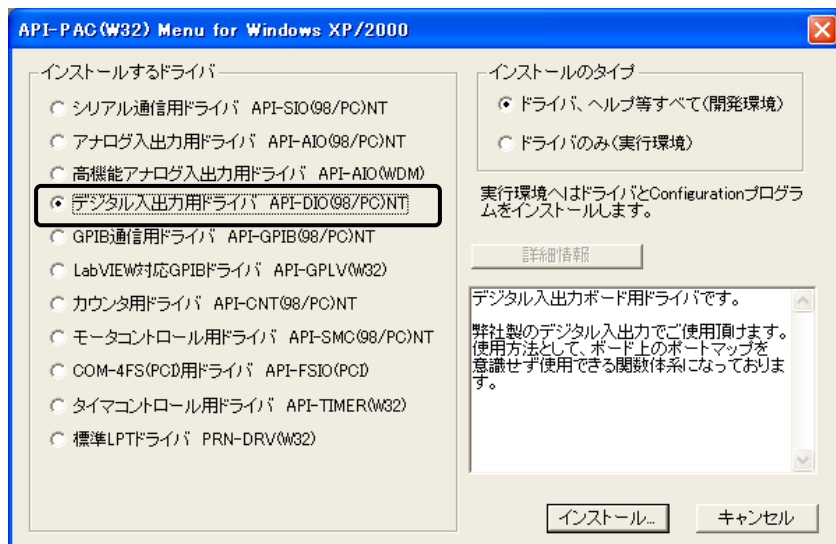 API-PAC(W32) Menu for Windows XP/2000
インストールするドライバ
シリアル通信用ドライバ API-SIO(98/PC)NT
アナログ入出力用ドライバ API-AIO(98/PC)NT
高機能アナログ入出力用ドライバ API-AIO(WDM)
デジタル入出力用ドライバ API-DIO(98/PC)NT
GPIB通信用ドライバ API-GPIB(98/PC)NT
LabVIEW対応GPIBドライバ API-GPLV(W32)
カウンタ用ドライバ API-CNT(98/PC)NT
モータコントロール用ドライバ API-SMC(98/PC)NT
COM-4FS(PCI)用ドライバ API-FSIO(PCI)
タイマコントロール用ドライバ API-TIMER(W32)
標準LPTドライバ PRN-DRV(W32)
インストールのタイプ
ドライバ、ヘルプ等すべて(開発環境)
ドライバのみ(実行環境)
実行環境へはドライバとConfigurationプログラ
ムをインストールします。
詳細情報
デジタル入出力ボード用ドライバです。
弊社製のデジタル入出力でご使用頂けます。
使用方法として、ボード上のポートマップを
意識せず使用できる関数体系になっておりま
す。
インストール...
キャンセル